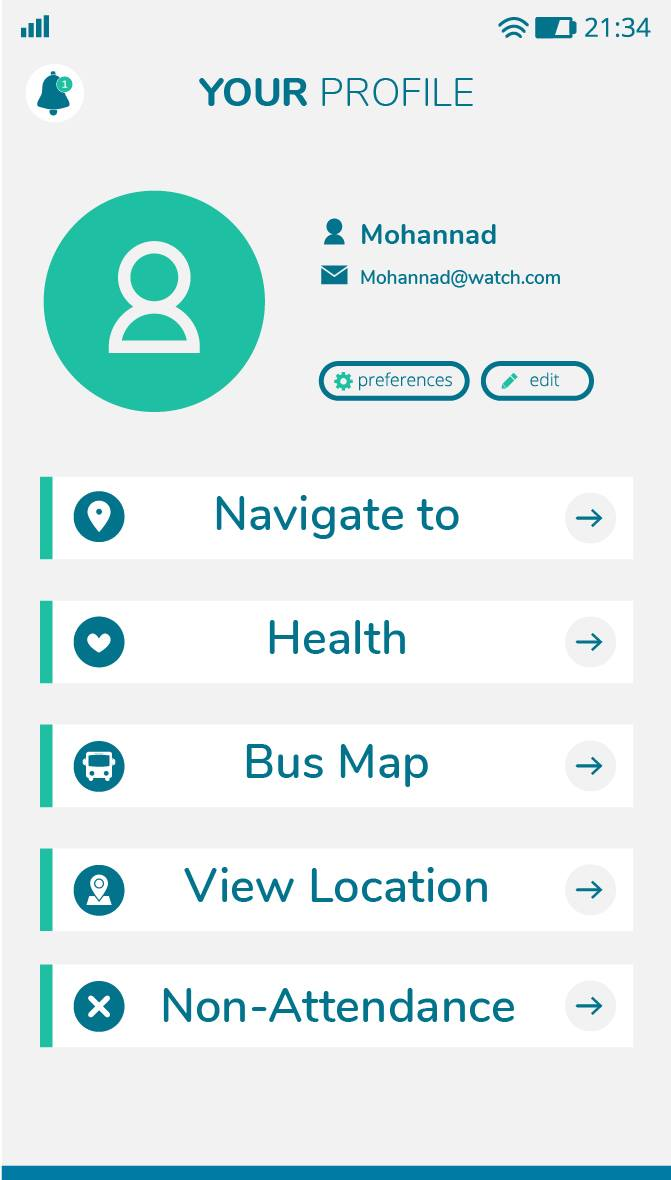 21:34
1
YOUR PROFILE
Mohannad
Mohannad@watch.com
preferences edit
Navigate to
Health
Bus Map
View Location
Non-Attendance